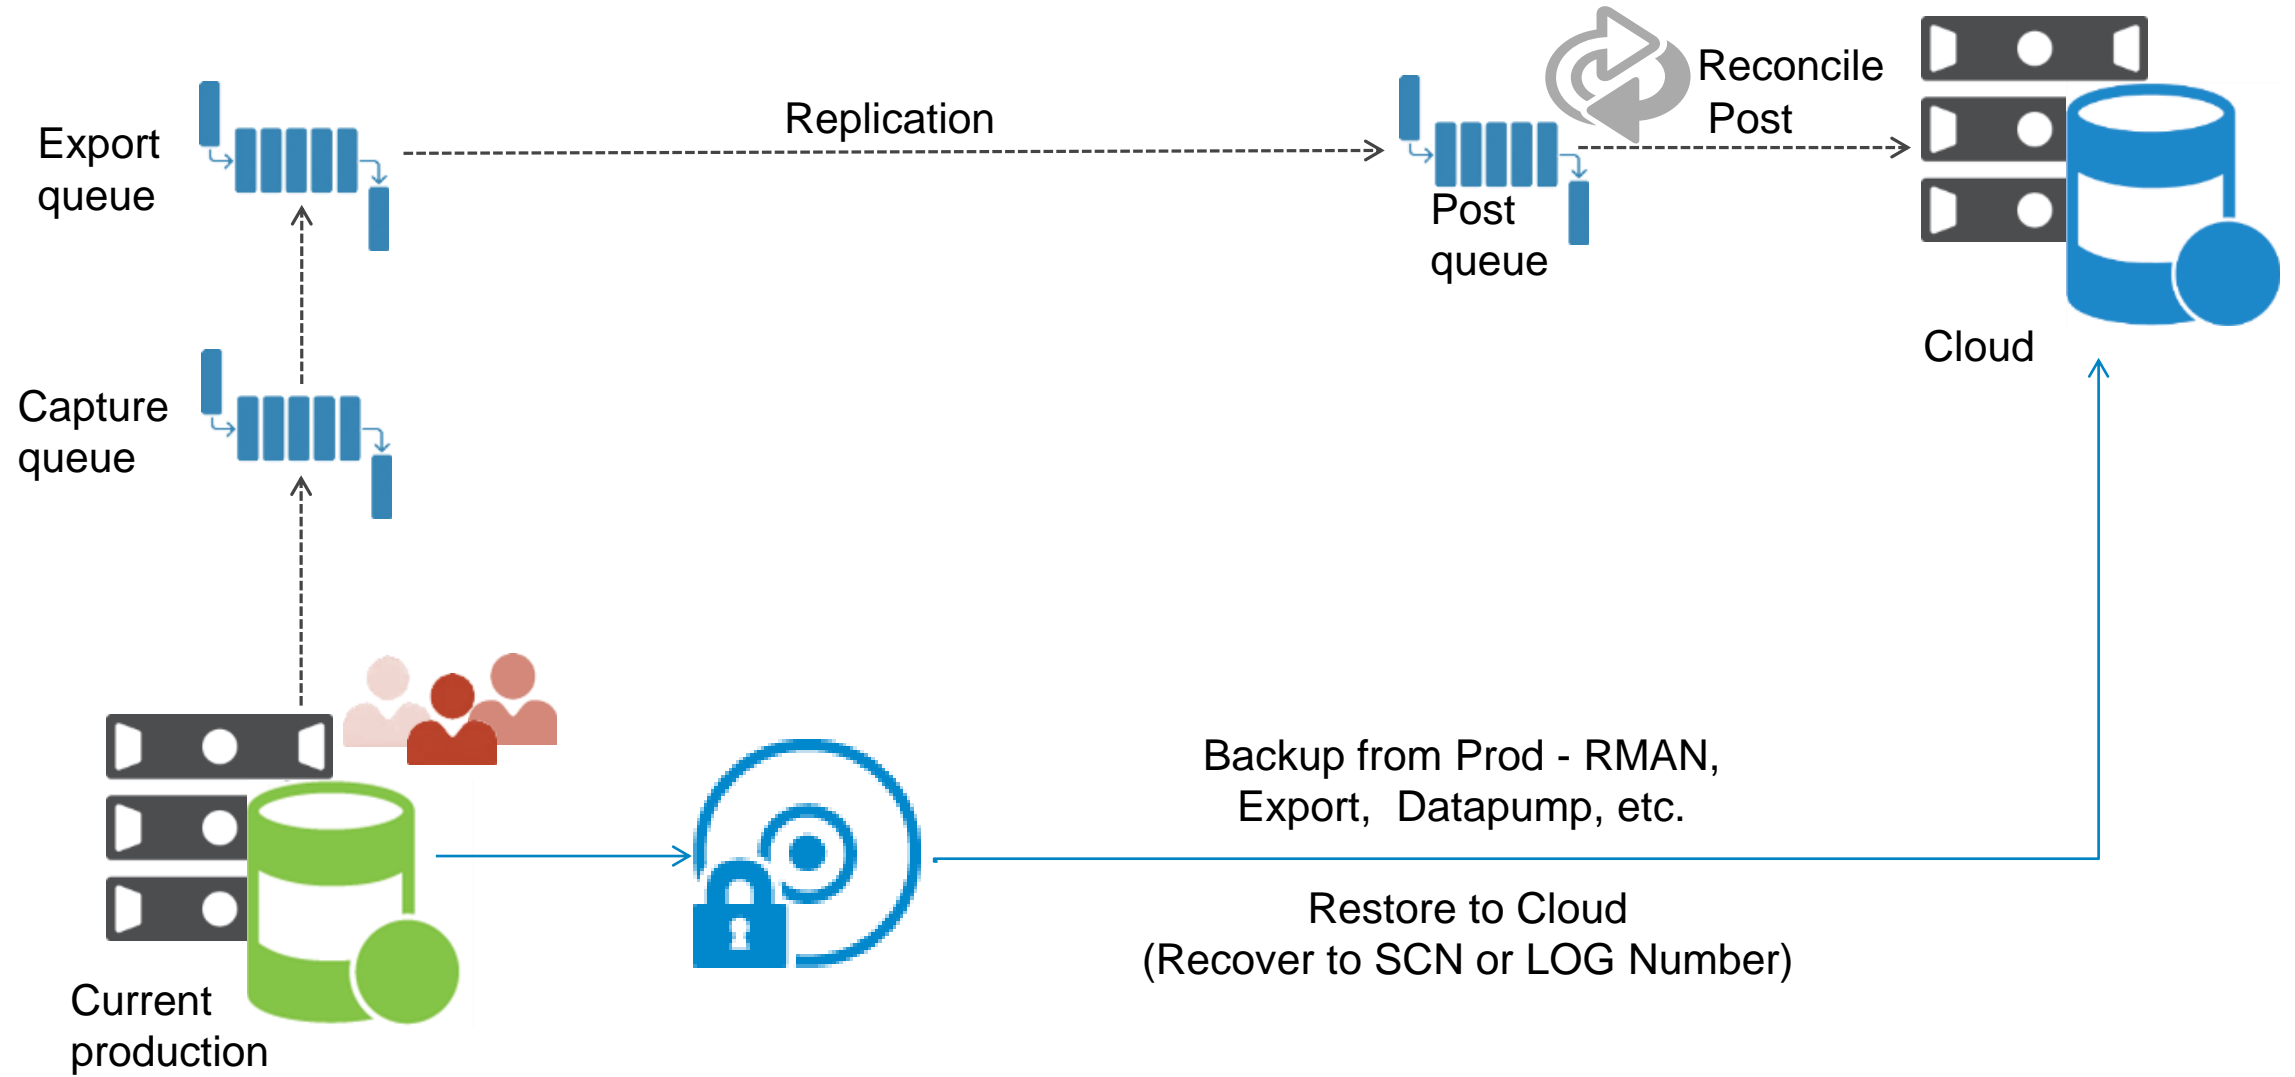 Reconcile
Post
Replication
Export
queue
Post
queue
Cloud
Capture
queue
Backup from Prod - RMAN,
Export,  Datapump, etc.
Restore to Cloud
(Recover to SCN or LOG Number)
Current
production